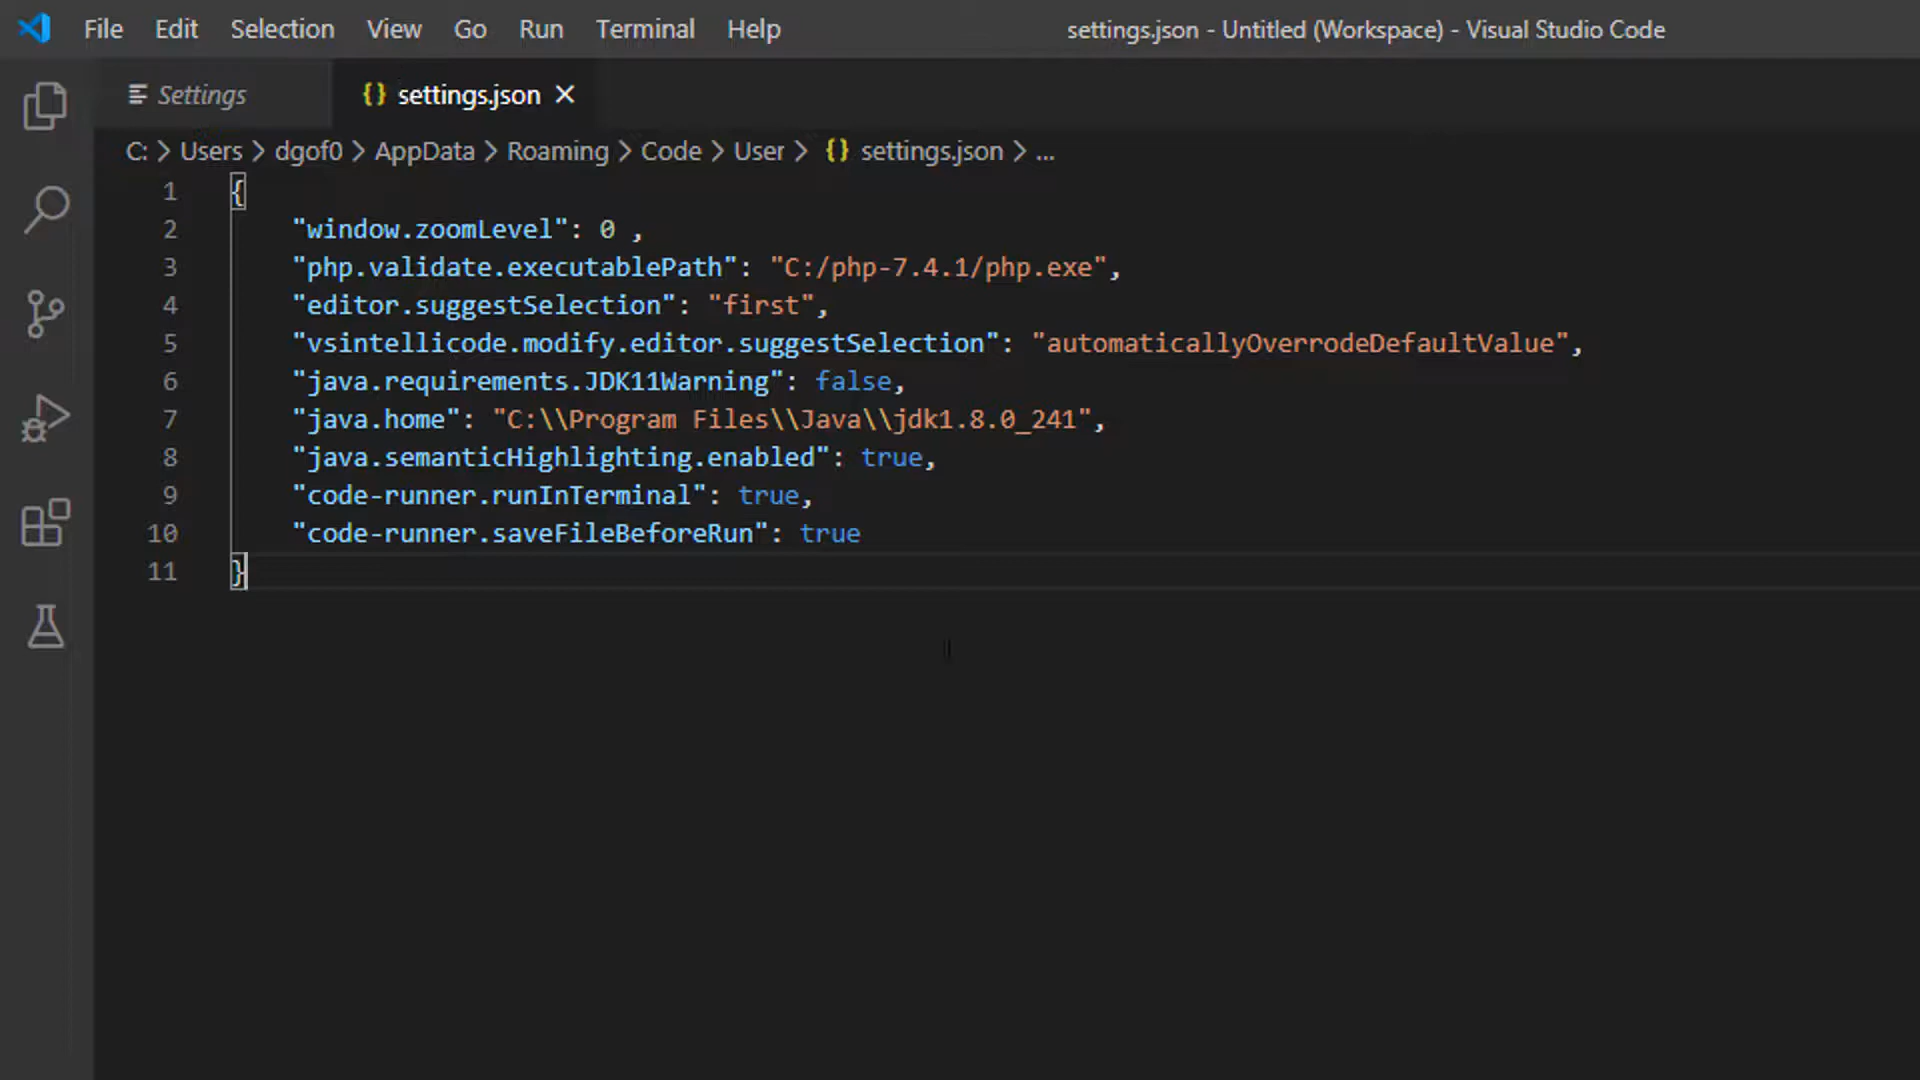 File Edit Selection View Go Run Terminal Help settings.json - Untitled (Workspace) - Visual Studio Code
Settings settings.json
C: > Users > dgof0 > AppData > Roaming > Code > User > {} settings.json > ...
1 {
2 "window.zoomLevel": 0 ,
3 "php.validate.executablePath": "C:/php-7.4.1/php.exe",
4 "editor.suggestSelection": "first",
5 "vsintellicode.modify.editor.suggestSelection": "automaticallyOverrodeDefaultValue",
6 "java.requirements.JDK11Warning": false,
7 "java.home": "C:\\Program Files\\Java\\jdk1.8.0_241",
8 "java.semanticHighlighting.enabled": true,
9 "code-runner.runInTerminal": true,
10 "code-runner.saveFileBeforeRun": true
11 }